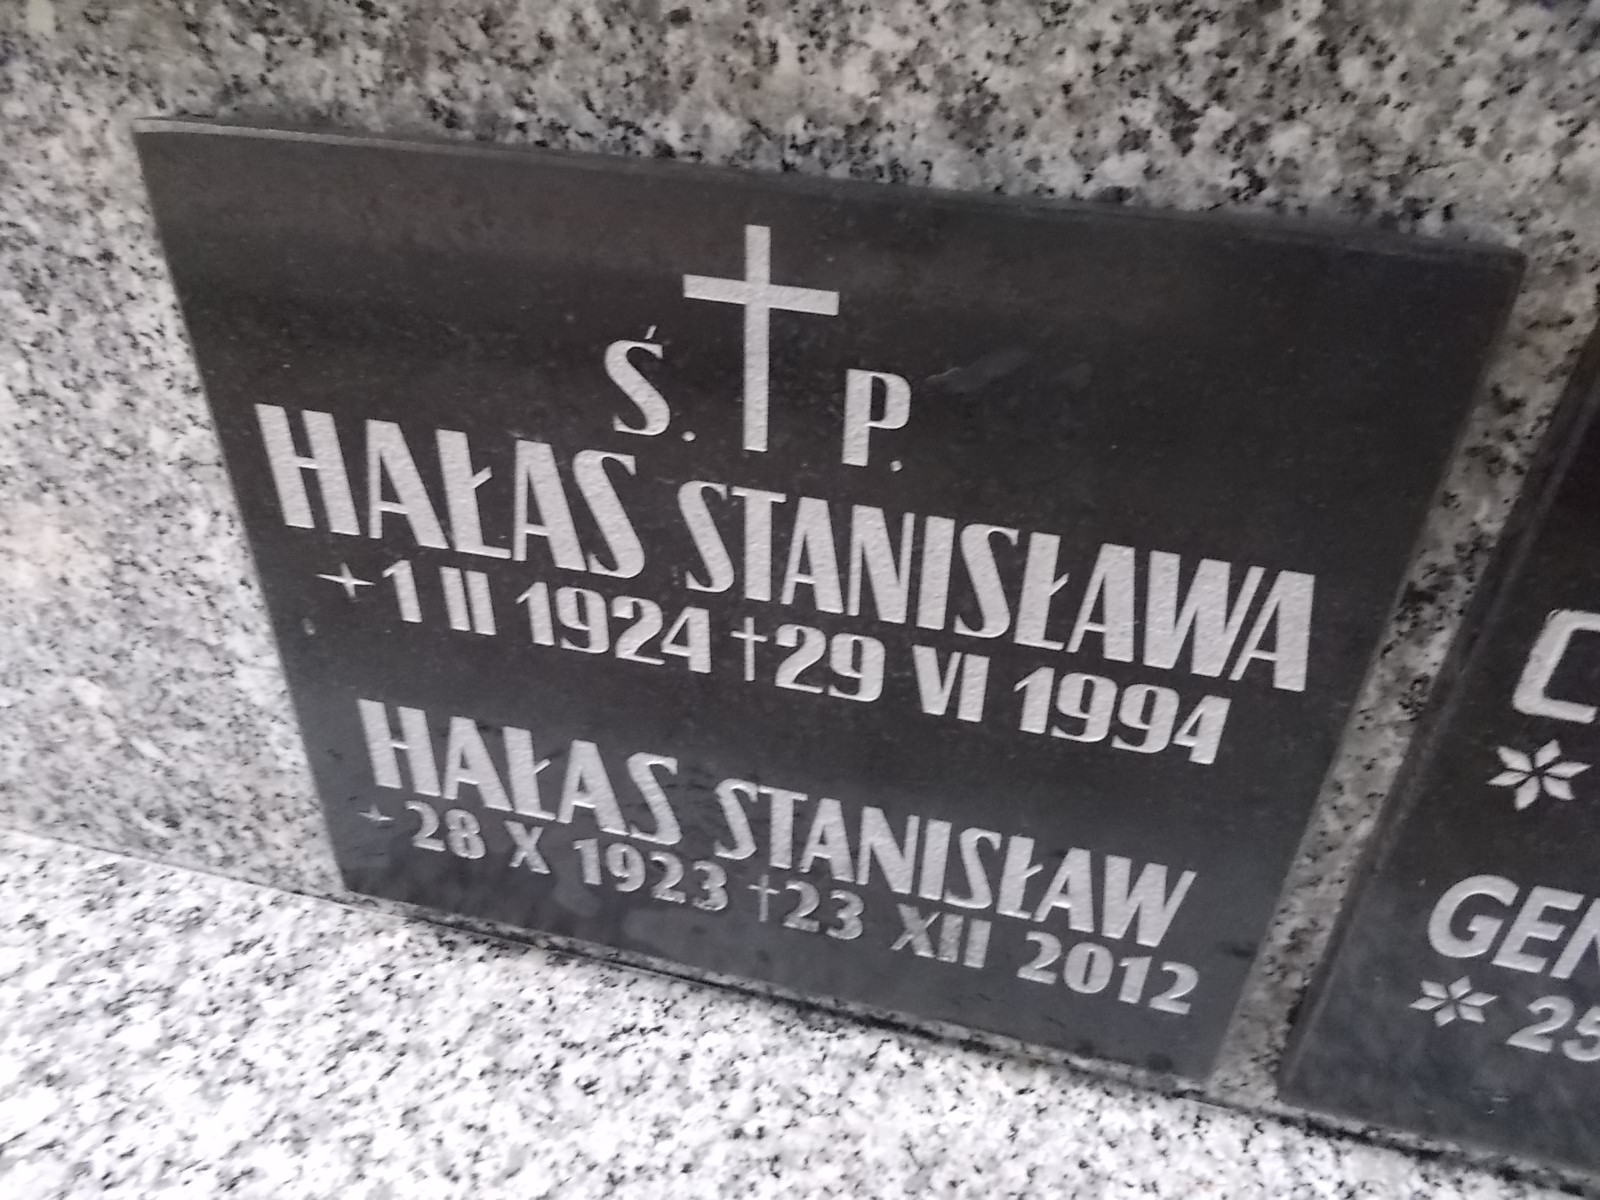 Ś. P.
HAŁAS STANISŁAWA
1 II 1924 †29 VI 1994
HAŁAS STANISŁAW
28 X 1923 †23 XII 2012